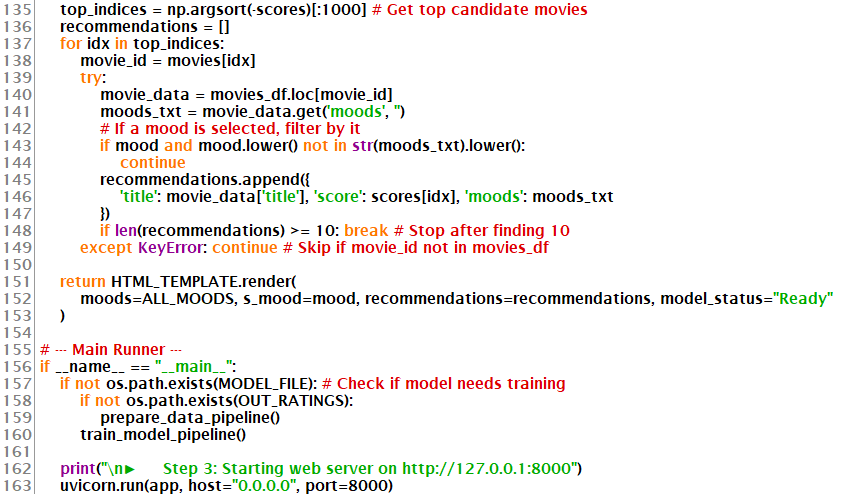 135 top_indices = np.argsort(-scores)[:1000] # Get top candidate movies
136 recommendations = []
137 for idx in top_indices:
138 movie_id = movies[idx]
139 try:
140 movie_data = movies_df.loc[movie_id]
141 moods_txt = movie_data.get('moods', '')
142 # If a mood is selected, filter by it
143 if mood and mood.lower() not in str(moods_txt).lower():
144 continue
145 recommendations.append({
146 'title': movie_data['title'], 'score': scores[idx], 'moods': moods_txt
147 })
148 if len(recommendations) >= 10: break # Stop after finding 10
149 except KeyError: continue # Skip if movie_id not in movies_df
150
151 return HTML_TEMPLATE.render(
152 moods=ALL_MOODS, s_mood=mood, recommendations=recommendations, model_status="Ready"
153 )
154
155 # --- Main Runner ---
156 if __name__ == "__main__":
157 if not os.path.exists(MODEL_FILE): # Check if model needs training
158 if not os.path.exists(OUT_RATINGS):
159 prepare_data_pipeline()
160 train_model_pipeline()
161
162 print("\n► Step 3: Starting web server on http://127.0.0.1:8000")
163 uvicorn.run(app, host="0.0.0.0", port=8000)